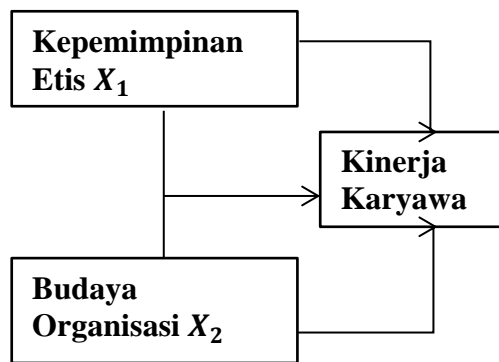 Kepemimpinan
Etis X₁
Kinerja
Karyawa
Budaya
Organisasi X₂